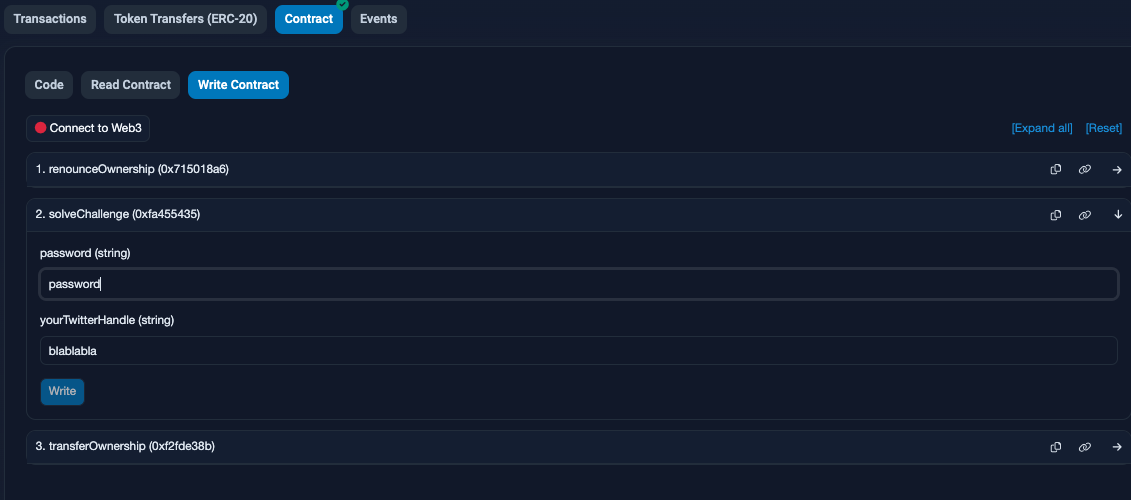 Transactions Token Transfers (ERC-20) Contract Events
Code Read Contract Write Contract
Connect to Web3 [Expand all] [Reset]
1. renounceOwnership (0x715018a6)
2. solveChallenge (0xfa455435)
password (string)
password
yourTwitterHandle (string)
blablabla
Write
3. transferOwnership (0xf2fde38b)